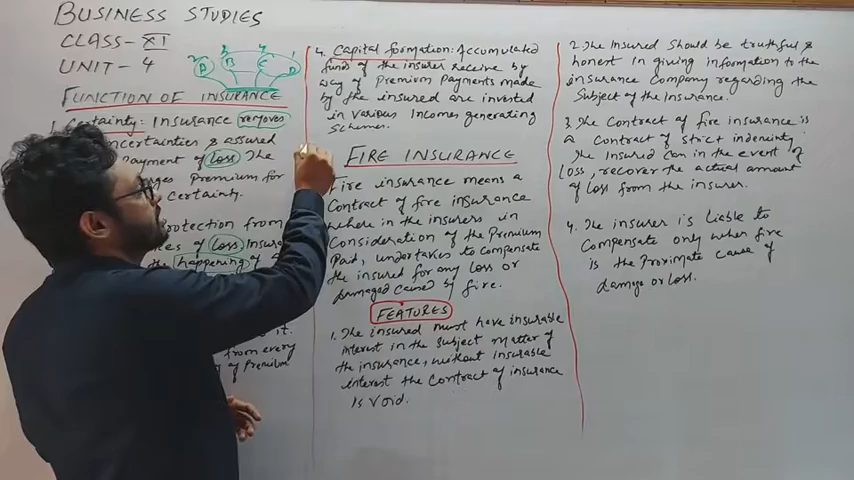 BUSINESS STUDIES
CLASS - XI
UNIT - 4
FUNCTION OF INSURANCE
1. Certainty: Insurance removes
uncertainties & assured
payment of loss The
Premium for
certainty.
Protection from
of loss Insur
the happening of a
it.
from every
of Premium
2 3 4 1
A B C D
4. Capital formation: Accumulated
funds of the insurer receive by
way of Premium Payments made
by the insured are invested
in various Incomes generating
Schemes.
FIRE INSURANCE
Fire insurance means a
Contract of fire insurance
where in the insurers in
Consideration of the Premium
Paid, undertakes to compensate
the insured for any loss or
damaged caused by fire.
FEATURES
1. The insured must have insurable
interest in the subject matter of
the insurance, without insurable
interest the contract of insurance
is void.
2. The Insured should be truthful &
honest in giving information to the
insurance company regarding the
Subject of the Insurance.
3. The Contract of fire insurance is
a Contract of strict indemnity
The Insured can in the event of
loss, recover the actual amount
of loss from the insurer.
4. The insurer is liable to
Compensate only when fire
is the Proximate cause of
damage or loss.